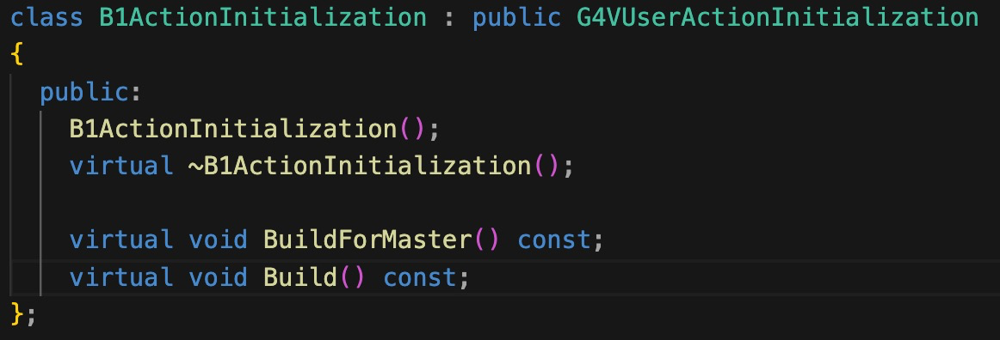 class B1ActionInitialization : public G4VUserActionInitialization
{
public:
B1ActionInitialization();
virtual ~B1ActionInitialization();
virtual void BuildForMaster() const;
virtual void Build() const;
};